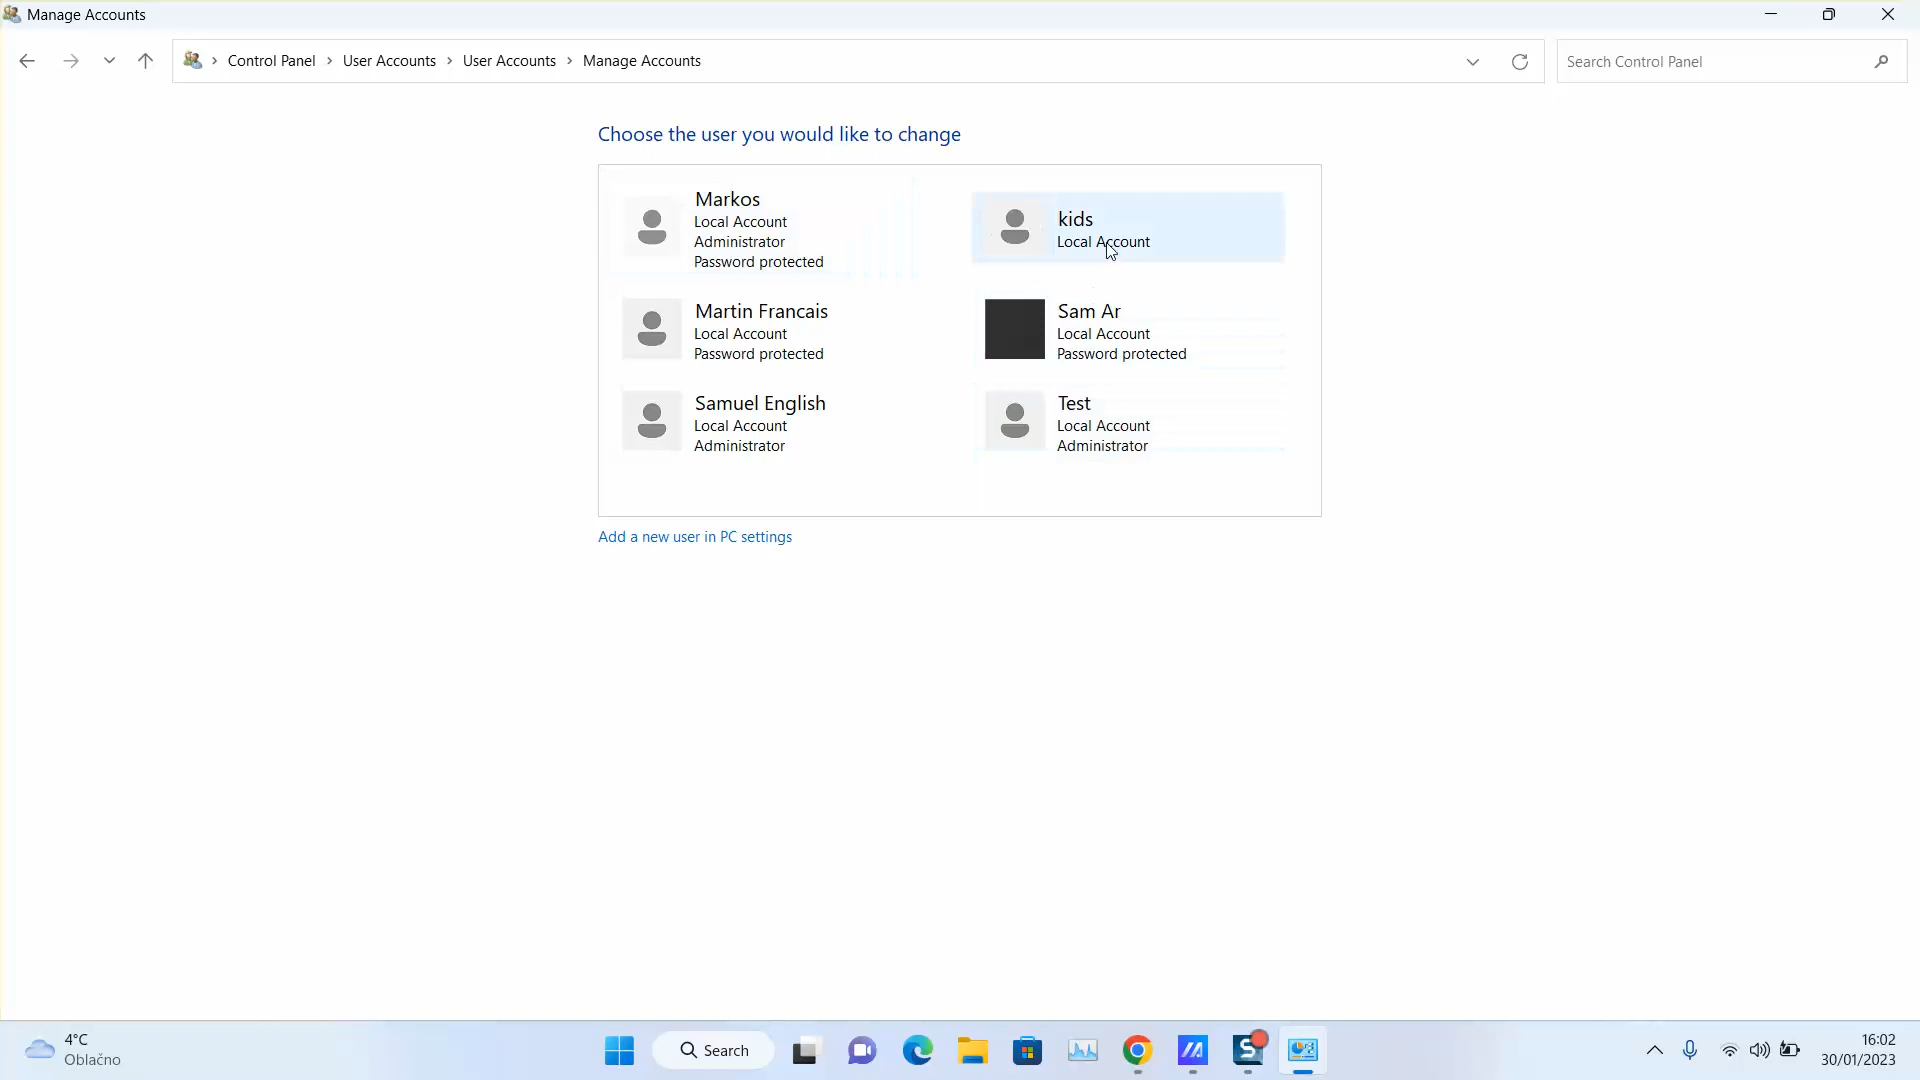 Manage Accounts
Control Panel > User Accounts > User Accounts > Manage Accounts
Search Control Panel
Choose the user you would like to change
Markos
Local Account
Administrator
Password protected
kids
Local Account
Martin Francais
Local Account
Password protected
Sam Ar
Local Account
Password protected
Samuel English
Local Account
Administrator
Test
Local Account
Administrator
Add a new user in PC settings
4°C
Oblačno
Search
16:02
30/01/2023